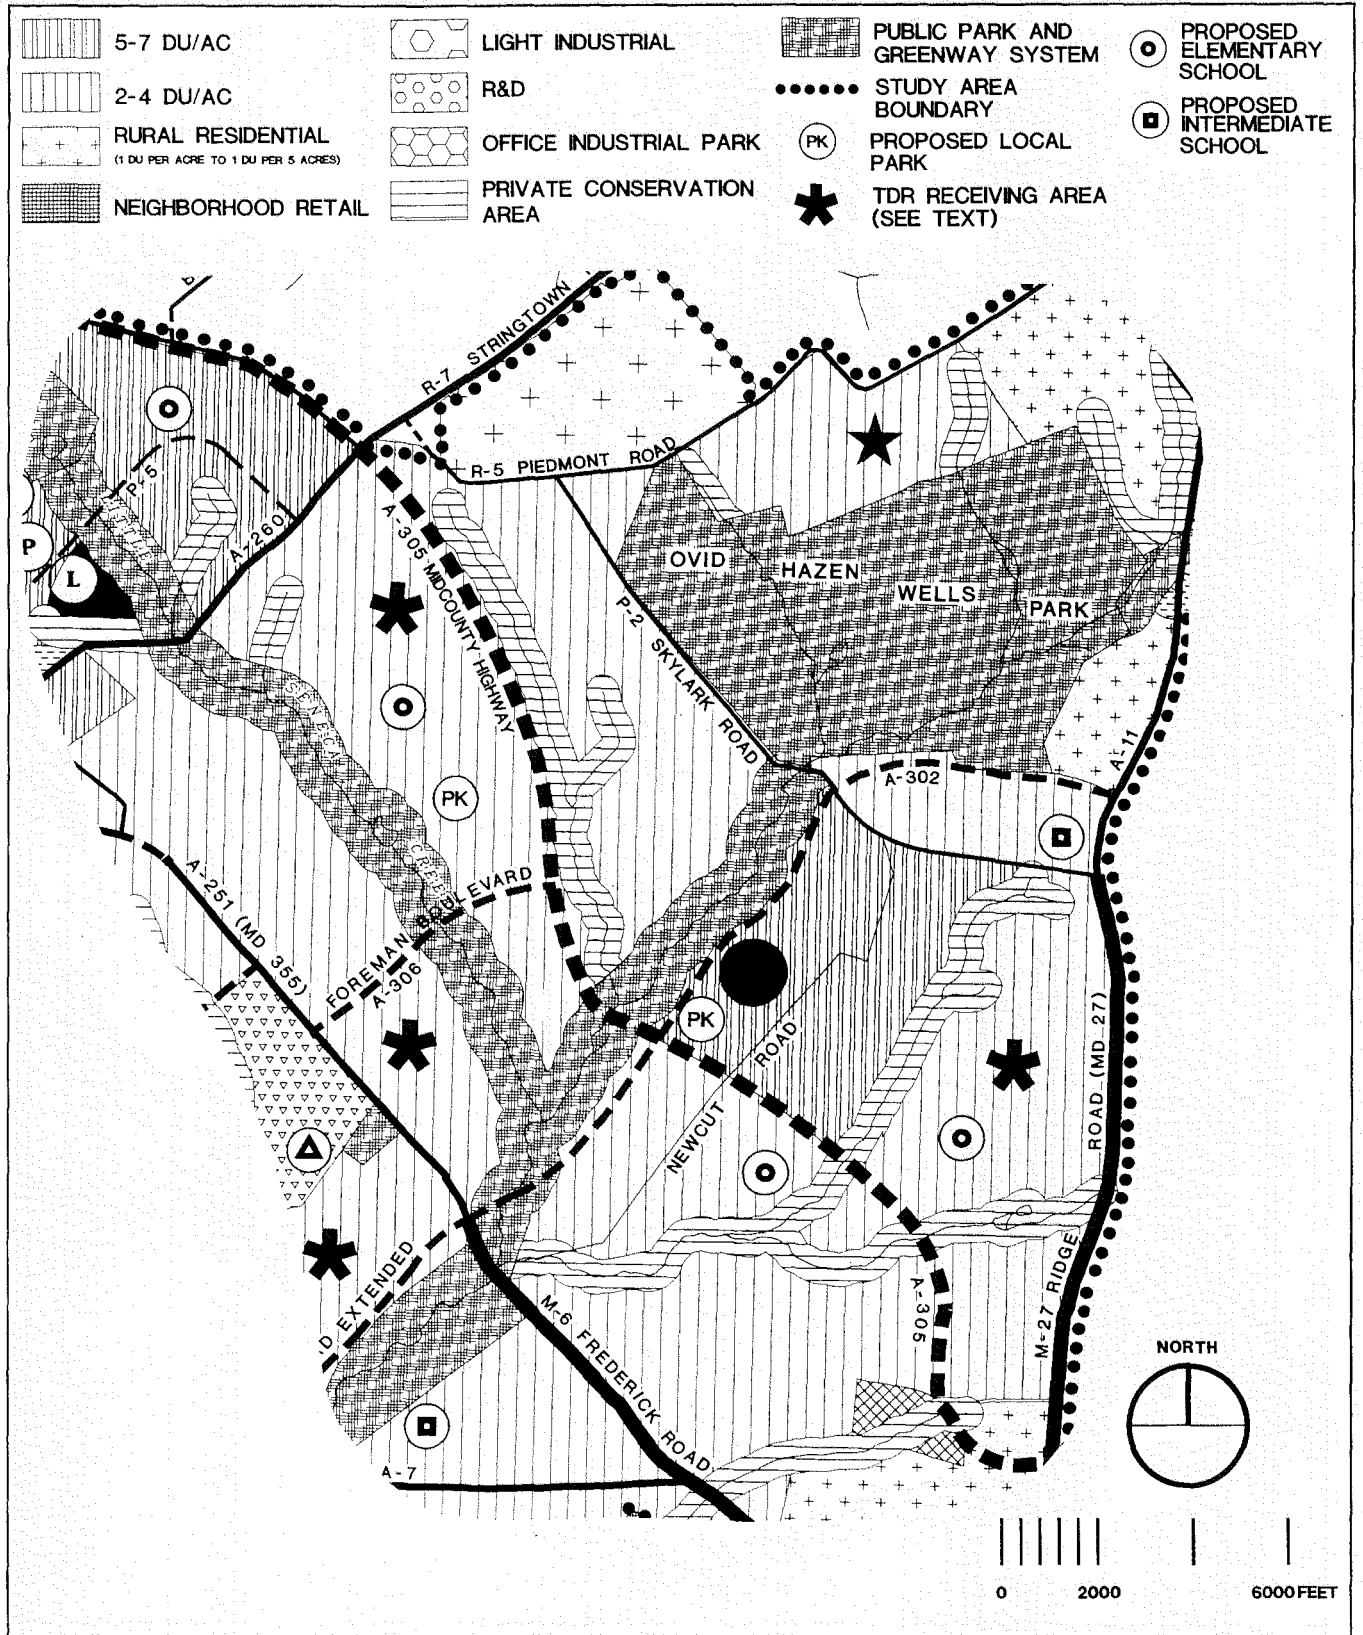 5-7 DU/AC
2-4 DU/AC
RURAL RESIDENTIAL
(1 DU PER ACRE TO 1 DU PER 5 ACRES)
NEIGHBORHOOD RETAIL
LIGHT INDUSTRIAL
R&D
OFFICE INDUSTRIAL PARK
PRIVATE CONSERVATION
AREA
PUBLIC PARK AND
GREENWAY SYSTEM
STUDY AREA
BOUNDARY
PK
PROPOSED LOCAL
PARK
TDR RECEIVING AREA
(SEE TEXT)
PROPOSED
ELEMENTARY
SCHOOL
PROPOSED
INTERMEDIATE
SCHOOL
R-7 STRINGTOWN
R-5 PIEDMONT ROAD
P-5
A-260
LITTLE
SENECA
CREEK
P
L
A-305 MIDCOUNTY HIGHWAY
OVID
HAZEN
WELLS
PARK
P-2 SKYLARK ROAD
A-302
A-11
PK
FOREMAN BOULEVARD
A-306
A-251 (MD 355)
PK
NEWCUT ROAD
ROAD (MD 27)
M-27 RIDGE
A-305
D EXTENDED
M-6 FREDERICK ROAD
A-7
NORTH
0 2000 6000 FEET